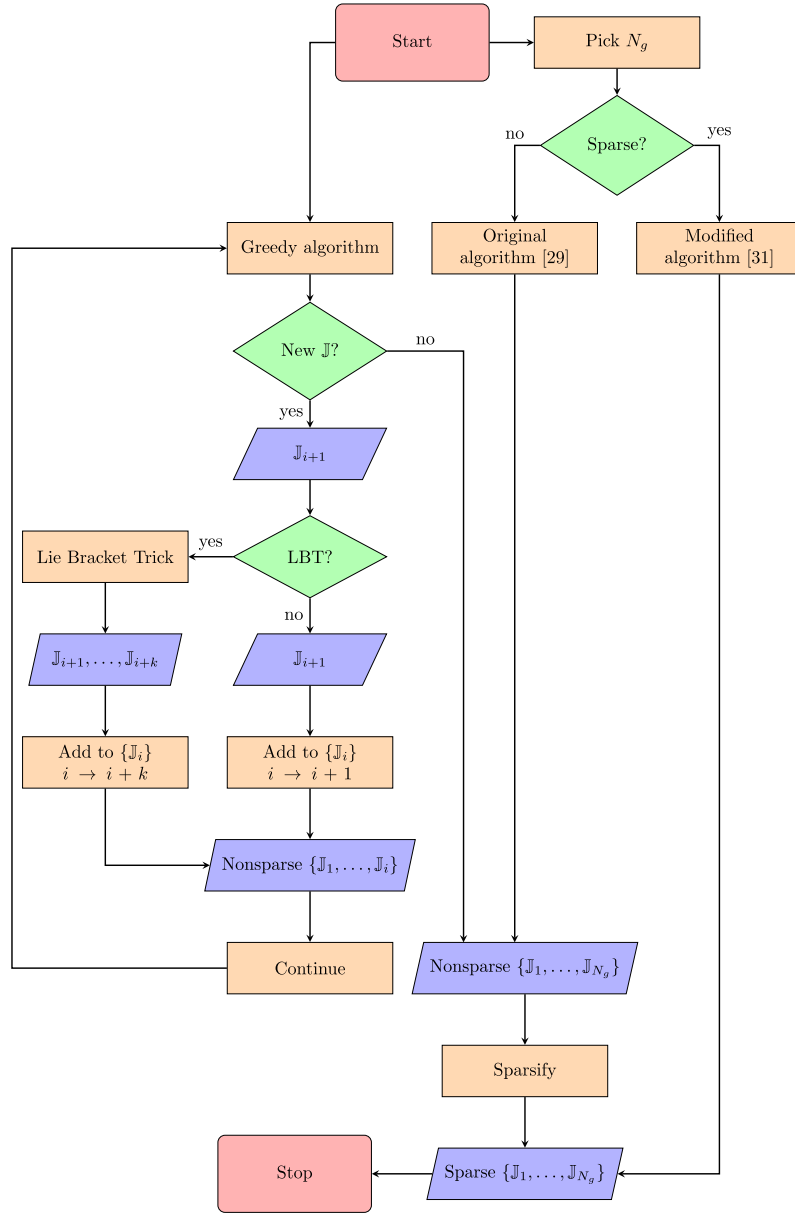 Start
Pick N_g
Sparse?
no
yes
Greedy algorithm
Original
algorithm [29]
Modified
algorithm [31]
New 𝕁?
no
yes
𝕁_{i+1}
Lie Bracket Trick
yes
LBT?
no
𝕁_{i+1}, . . . , 𝕁_{i+k}
𝕁_{i+1}
Add to {𝕁_i}
i → i + k
Add to {𝕁_i}
i → i + 1
Nonsparse {𝕁_1, . . . , 𝕁_i}
Continue
Nonsparse {𝕁_1, . . . , 𝕁_{N_g}}
Sparsify
Stop
Sparse {𝕁_1, . . . , 𝕁_{N_g}}